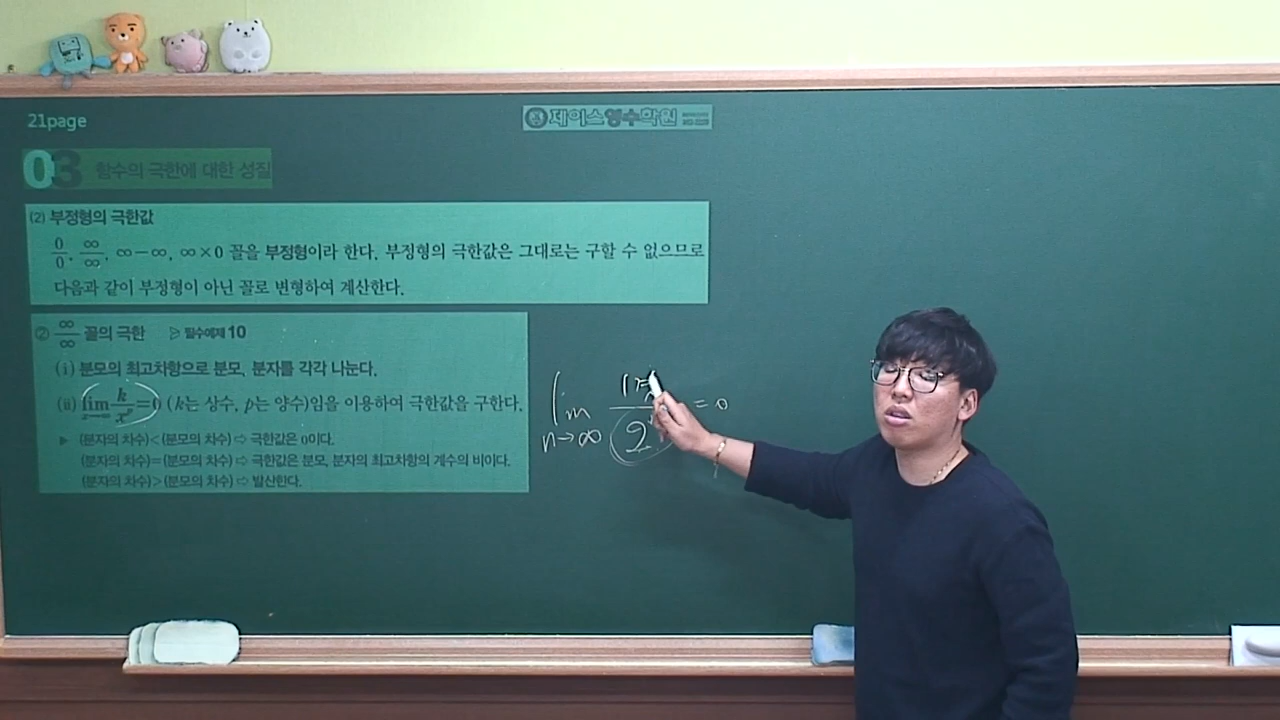 21page
제이스영수학원
03 함수의 극한에 대한 성질
(2) 부정형의 극한값
0/0, ∞/∞, ∞-∞, ∞×0 꼴을 부정형이라 한다. 부정형의 극한값은 그대로는 구할 수 없으므로
다음과 같이 부정형이 아닌 꼴로 변형하여 계산한다.
② ∞/∞ 꼴의 극한 ▷ 필수예제 10
(ⅰ) 분모의 최고차항으로 분모, 분자를 각각 나눈다.
(ⅱ) lim x→∞ k/x^p=0 (k는 상수, p는 양수)임을 이용하여 극한값을 구한다.
▶ (분자의 차수)<(분모의 차수) ⇨ 극한값은 0이다.
(분자의 차수)=(분모의 차수) ⇨ 극한값은 분모, 분자의 최고차항의 계수의 비이다.
(분자의 차수)>(분모의 차수) ⇨ 발산한다.
lim
n→∞
2
= 0